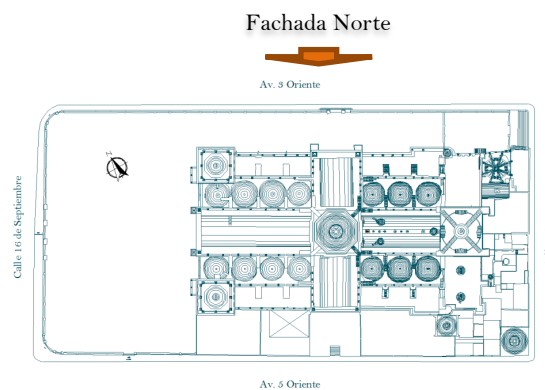 Fachada Norte
Av. 3 Oriente
Calle 16 de Septiembre
Av. 5 Oriente